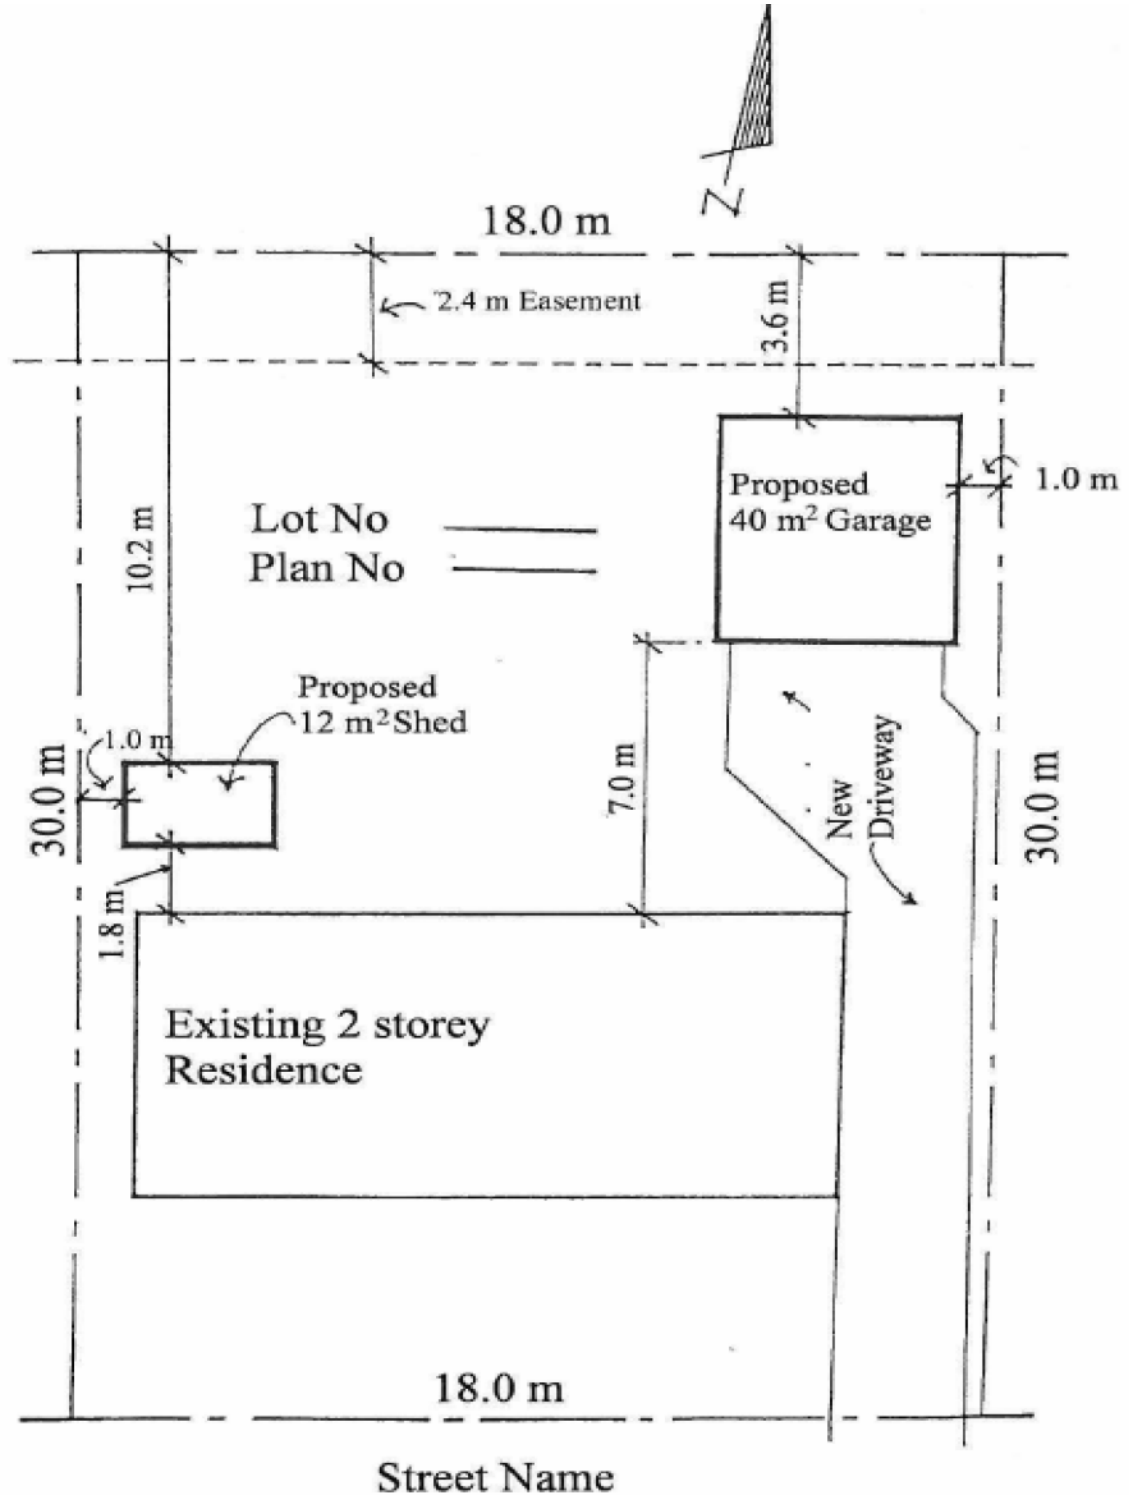 Z
18.0 m
2.4 m Easement
3.6 m
Proposed
40 m² Garage
1.0 m
10.2 m
Lot No
Plan No
Proposed
12 m² Shed
1.0 m
30.0 m
7.0 m
New
Driveway
30.0 m
1.8 m
Existing 2 storey
Residence
18.0 m
Street Name